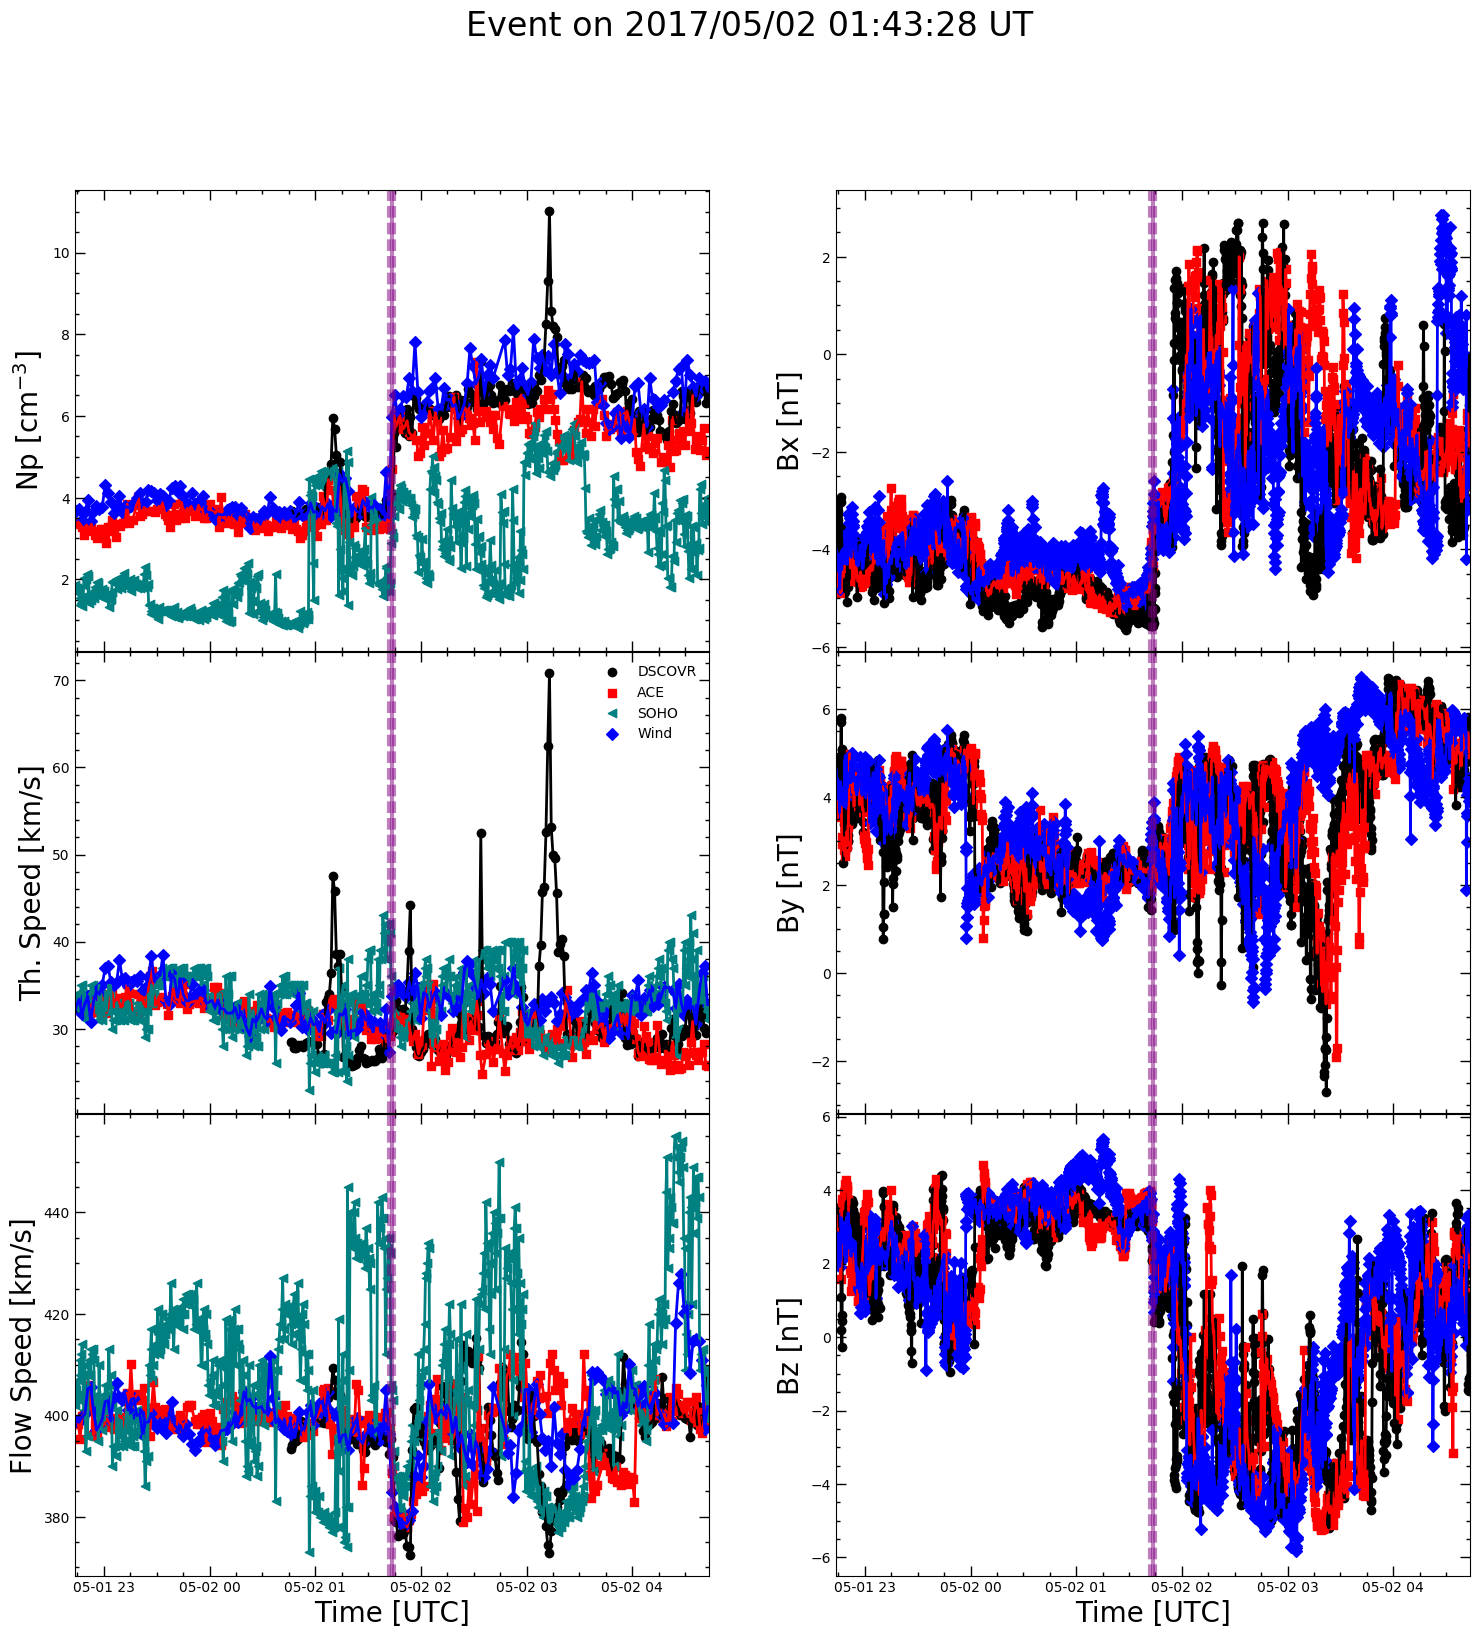 Event on 2017/05/02 01:43:28 UT
Np [cm⁻³]
10
8
6
4
2
Th. Speed [km/s]
70
60
50
40
30
DSCOVR
ACE
SOHO
Wind
Flow Speed [km/s]
440
420
400
380
05-01 23 05-02 00 05-02 01 05-02 02 05-02 03 05-02 04
Time [UTC]
Bx [nT]
2
0
−2
−4
−6
By [nT]
6
4
2
0
−2
Bz [nT]
6
4
2
0
−2
−4
−6
05-01 23 05-02 00 05-02 01 05-02 02 05-02 03 05-02 04
Time [UTC]